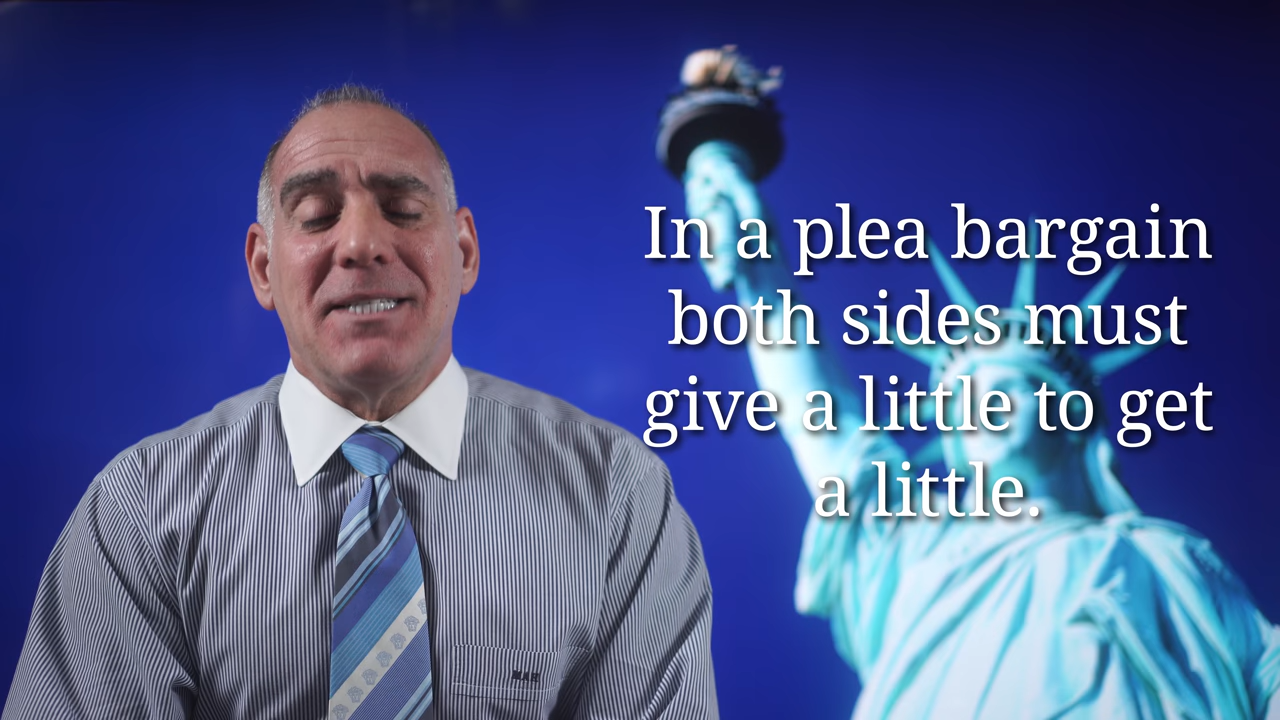 In a plea bargain
both sides must
give a little to get
a little.